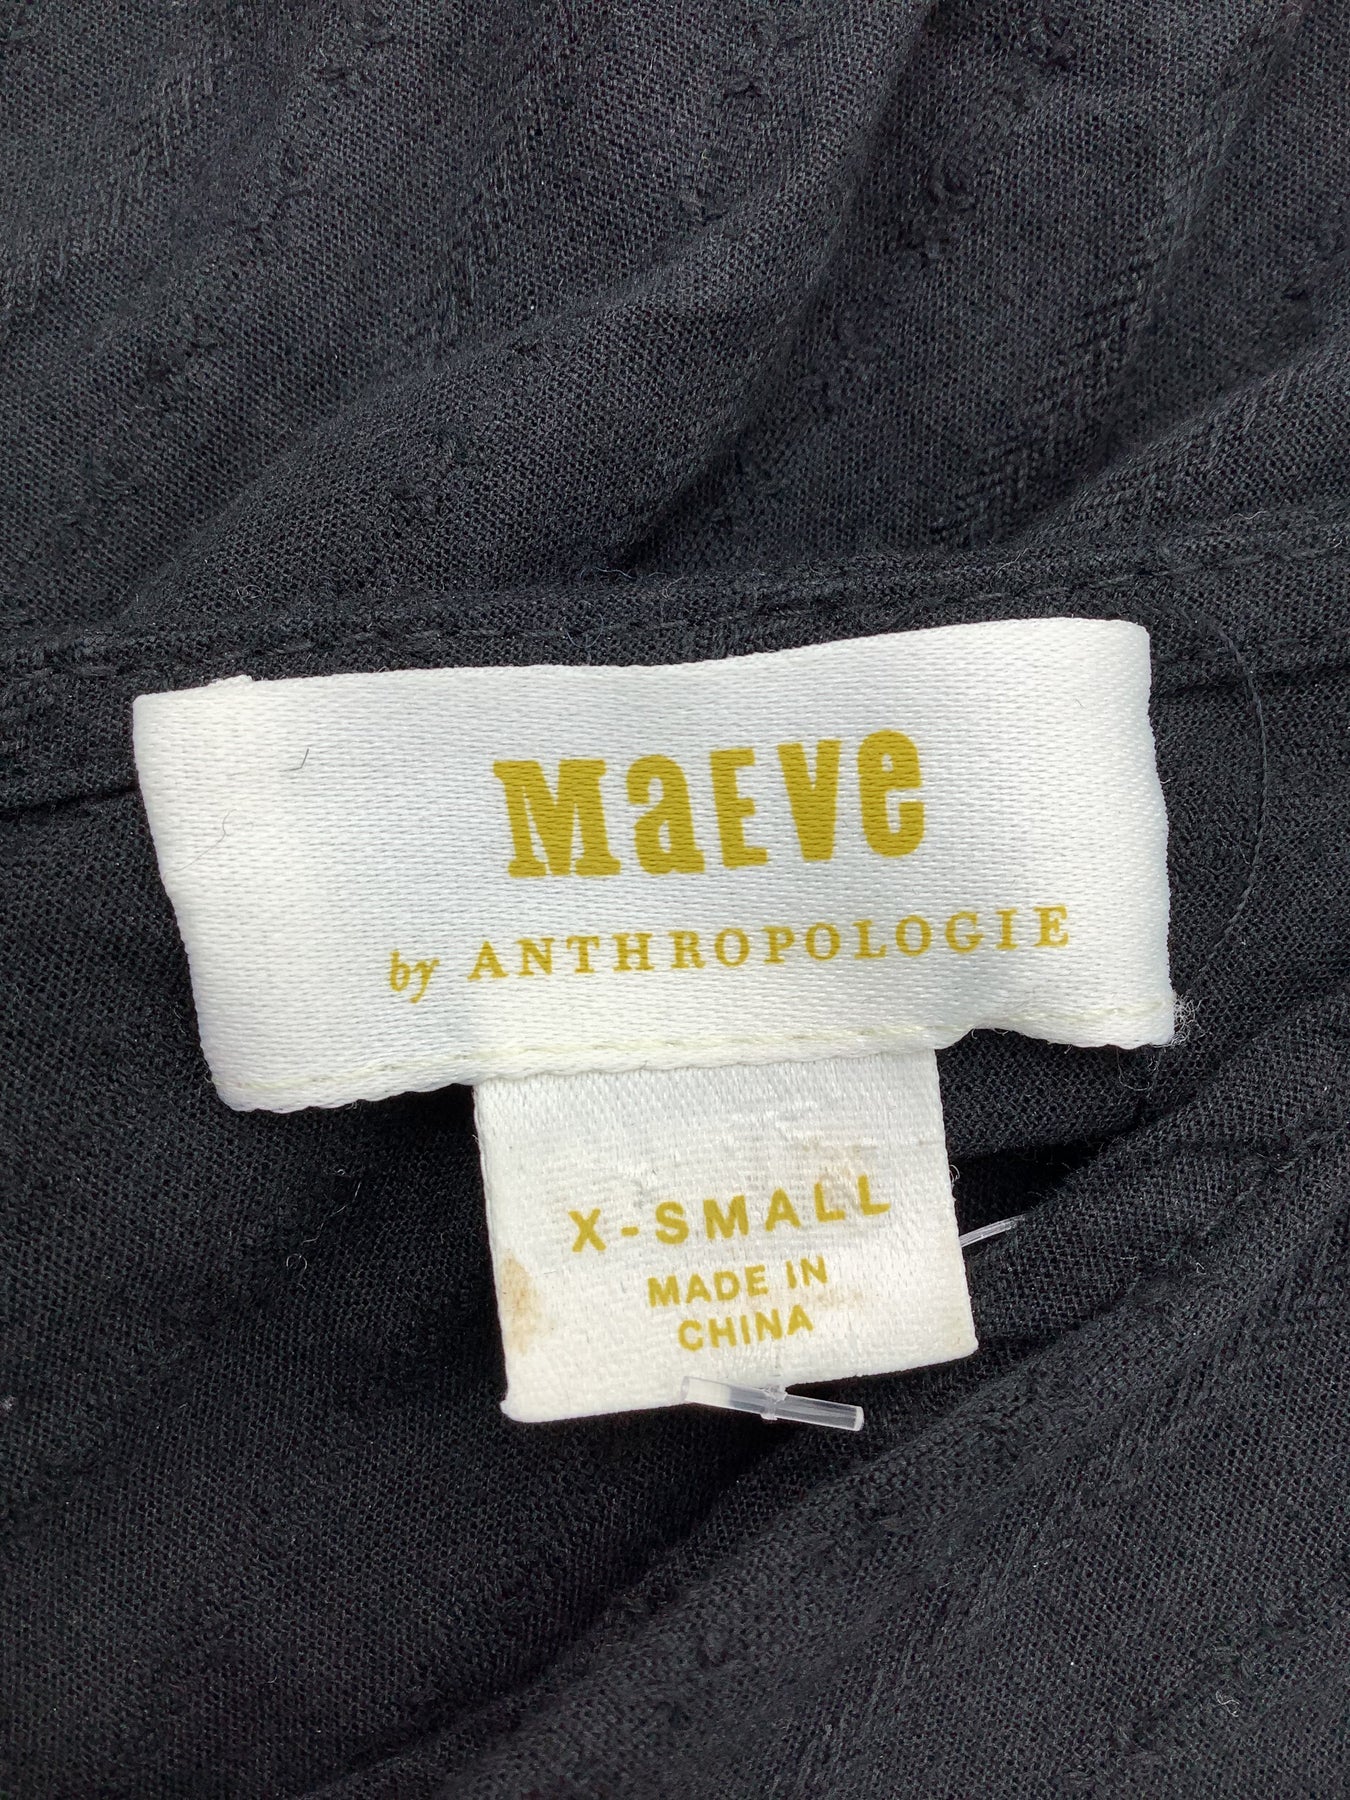 MaEVe
by ANTHROPOLOGIE
X-SMALL
MADE IN
CHINA